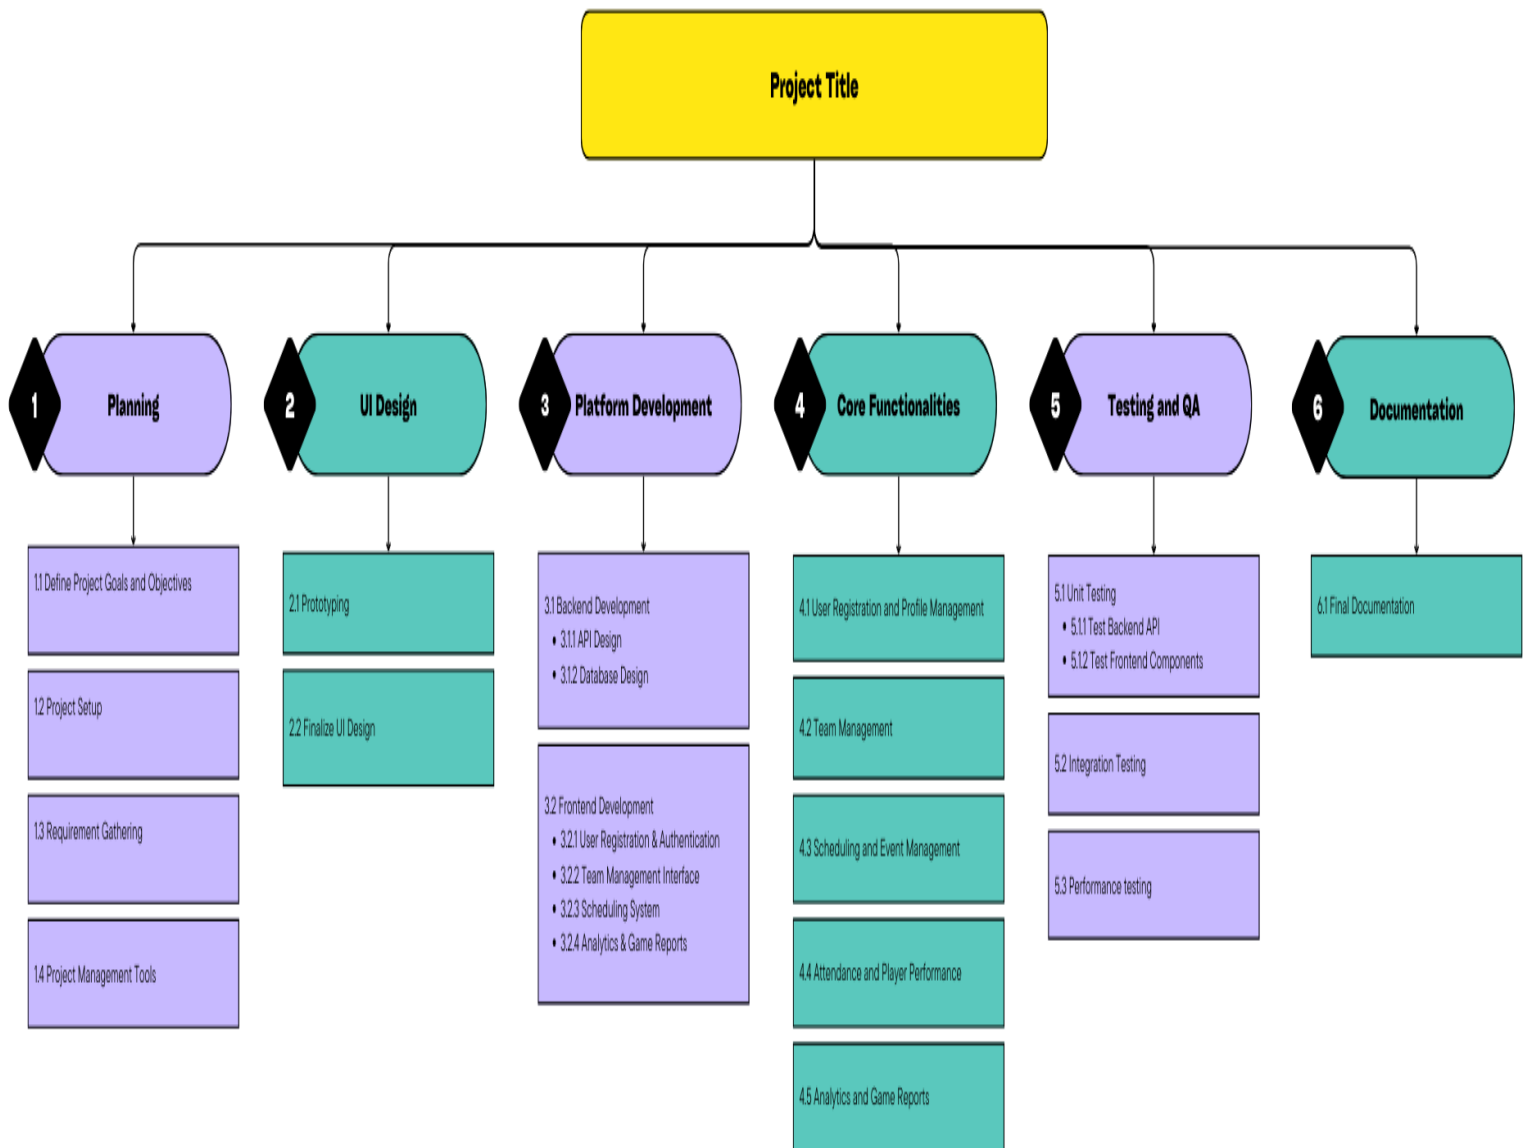 Project Title
1
Planning
2
UI Design
3
Platform Development
4
Core Functionalities
5
Testing and QA
6
Documentation
1.1 Define Project Goals and Objectives
1.2 Project Setup
1.3 Requirement Gathering
1.4 Project Management Tools
2.1 Prototyping
2.2 Finalize UI Design
3.1 Backend Development
• 3.1.1 API Design
• 3.1.2 Database Design
3.2 Frontend Development
• 3.2.1 User Registration & Authentication
• 3.2.2 Team Management Interface
• 3.2.3 Scheduling System
• 3.2.4 Analytics & Game Reports
4.1 User Registration and Profile Management
4.2 Team Management
4.3 Scheduling and Event Management
4.4 Attendance and Player Performance
4.5 Analytics and Game Reports
5.1 Unit Testing
• 5.1.1 Test Backend API
• 5.1.2 Test Frontend Components
5.2 Integration Testing
5.3 Performance testing
6.1 Final Documentation